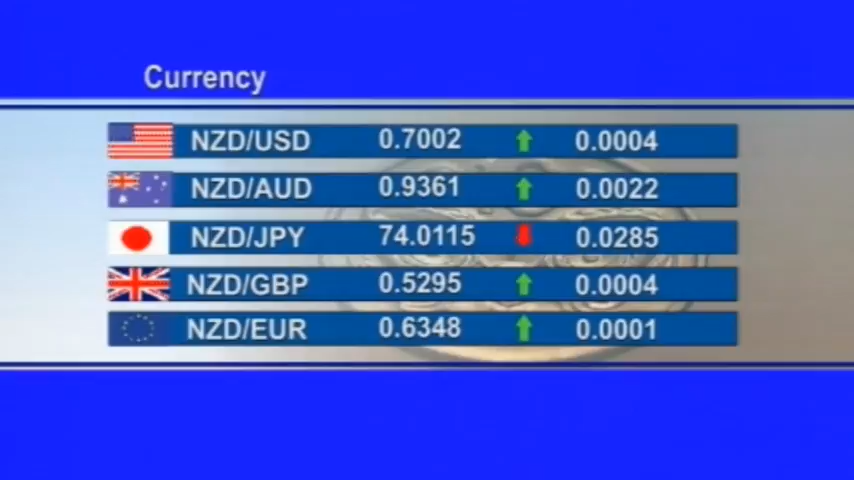 Currency
NZD/USD 0.7002 0.0004
NZD/AUD 0.9361 0.0022
NZD/JPY 74.0115 0.0285
NZD/GBP 0.5295 0.0004
NZD/EUR 0.6348 0.0001